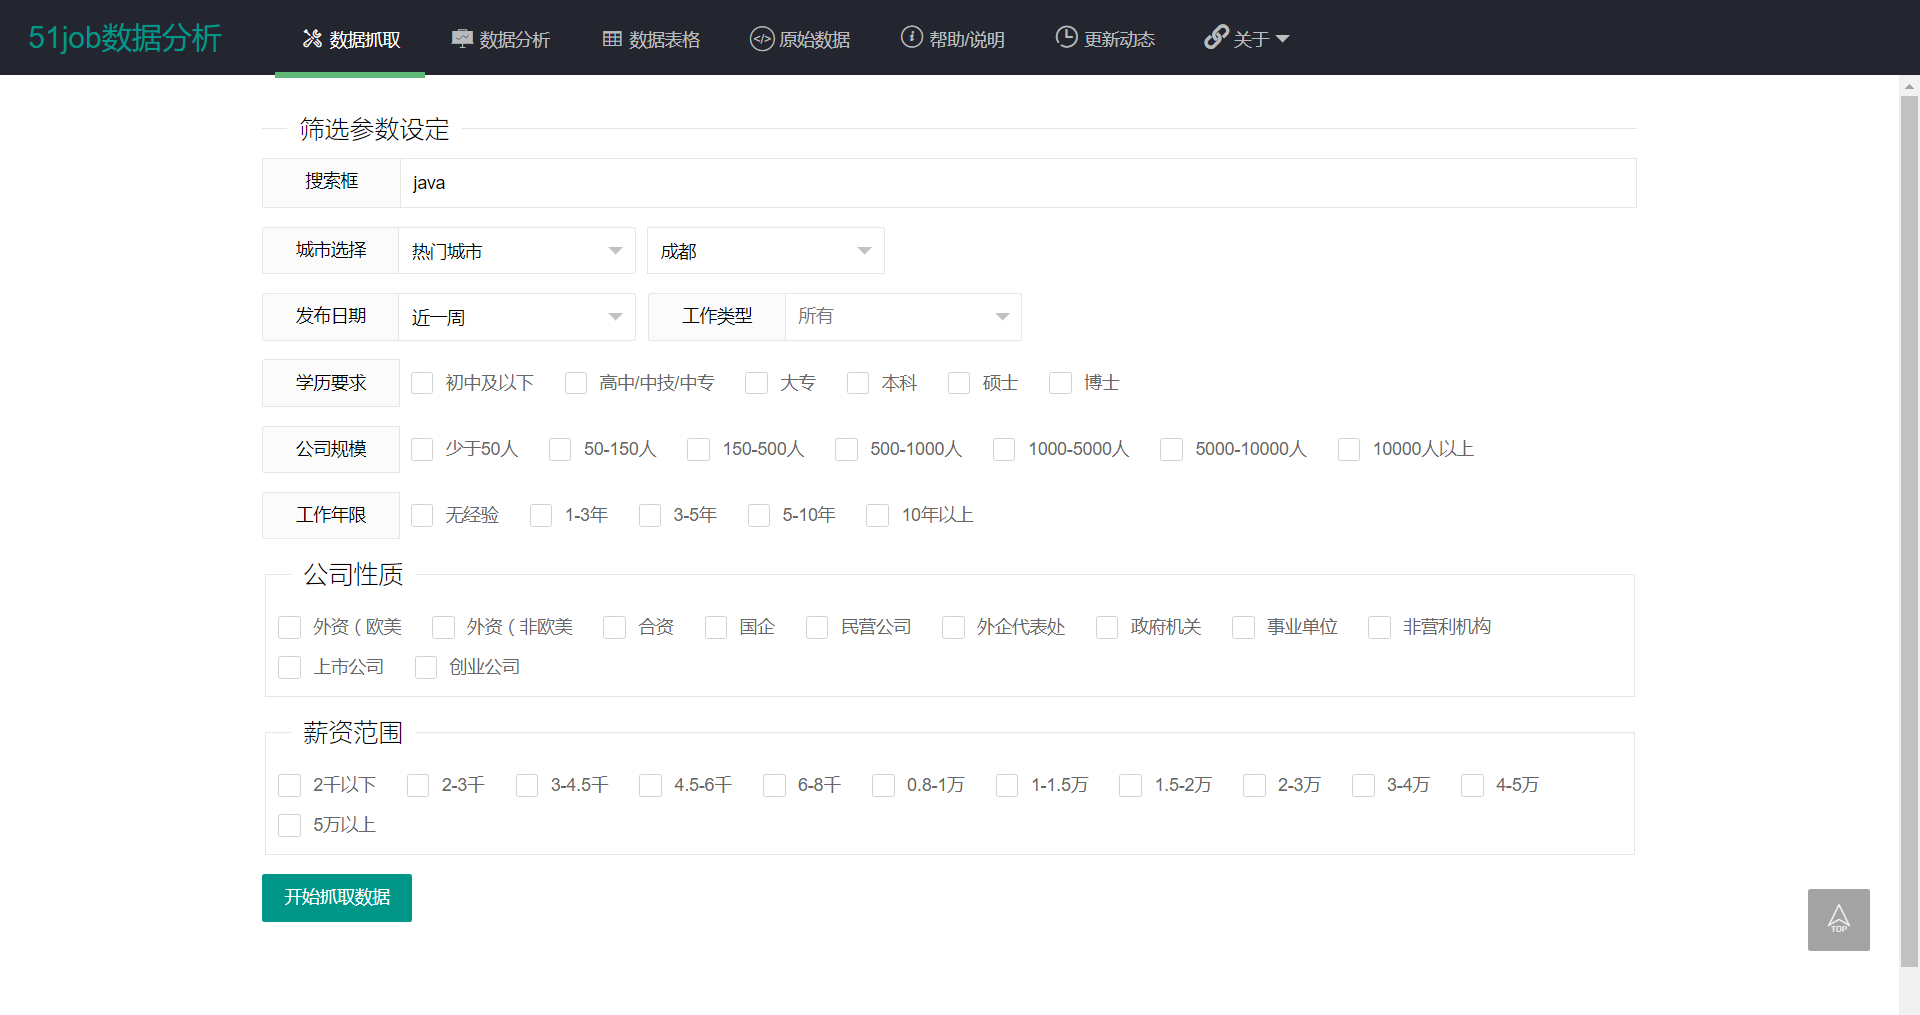 51job数据分析 数据抓取 数据分析 数据表格 原始数据 帮助/说明 更新动态 关于
筛选参数设定
搜索框 java
城市选择 热门城市 成都
发布日期 近一周 工作类型 所有
学历要求 初中及以下 高中/中技/中专 大专 本科 硕士 博士
公司规模 少于50人 50-150人 150-500人 500-1000人 1000-5000人 5000-10000人 10000人以上
工作年限 无经验 1-3年 3-5年 5-10年 10年以上
公司性质
外资 ( 欧美 外资 ( 非欧美 合资 国企 民营公司 外企代表处 政府机关 事业单位 非营利机构
上市公司 创业公司
薪资范围
2千以下 2-3千 3-4.5千 4.5-6千 6-8千 0.8-1万 1-1.5万 1.5-2万 2-3万 3-4万 4-5万
5万以上
开始抓取数据
TOP